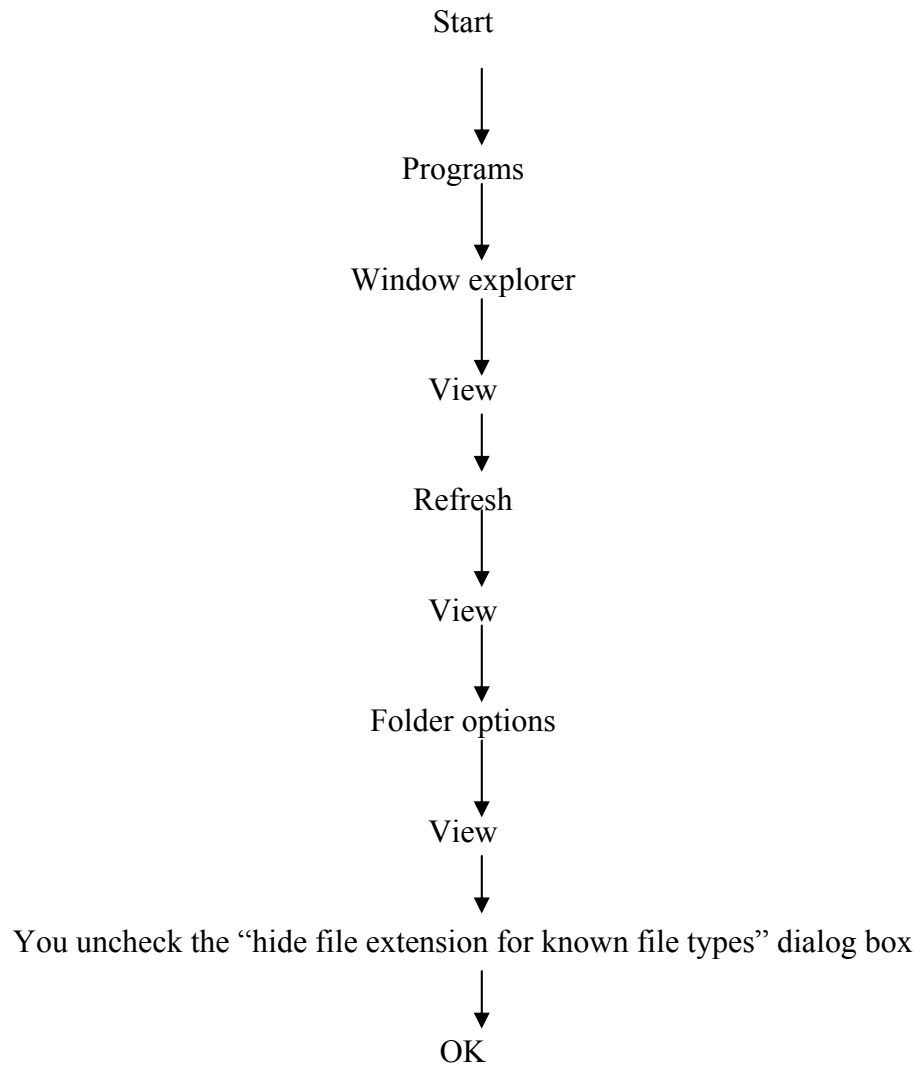 Start
Programs
Window explorer
View
Refresh
View
Folder options
View
You uncheck the “hide file extension for known file types” dialog box
OK